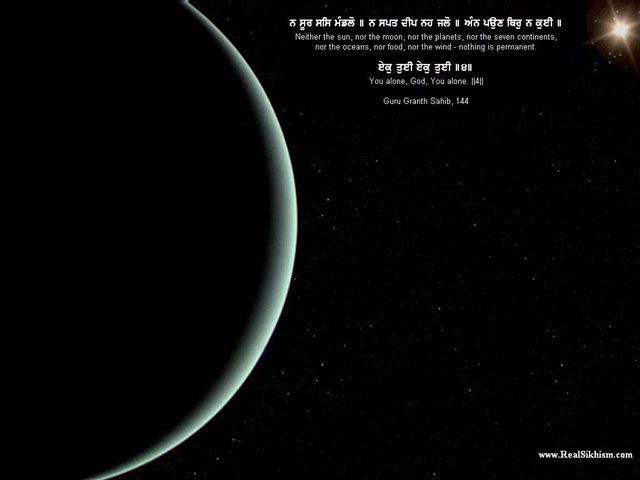 ਨ ਸੂਰ ਸਸਿ ਮੰਡਲੋ ॥ ਨ ਸਪਤ ਦੀਪ ਨਹ ਜਲੋ ॥ ਅੰਨ ਪਉਣ ਥਿਰੁ ਨ ਕੁਈ ॥
Neither the sun, nor the moon, nor the planets, nor the seven continents,
nor the oceans, nor food, nor the wind - nothing is permanent.
ਏਕੁ ਤੁਈ ਏਕੁ ਤੁਈ ॥੪॥
You alone, God, You alone. ||4||
Guru Granth Sahib, 144
www.RealSikhism.com